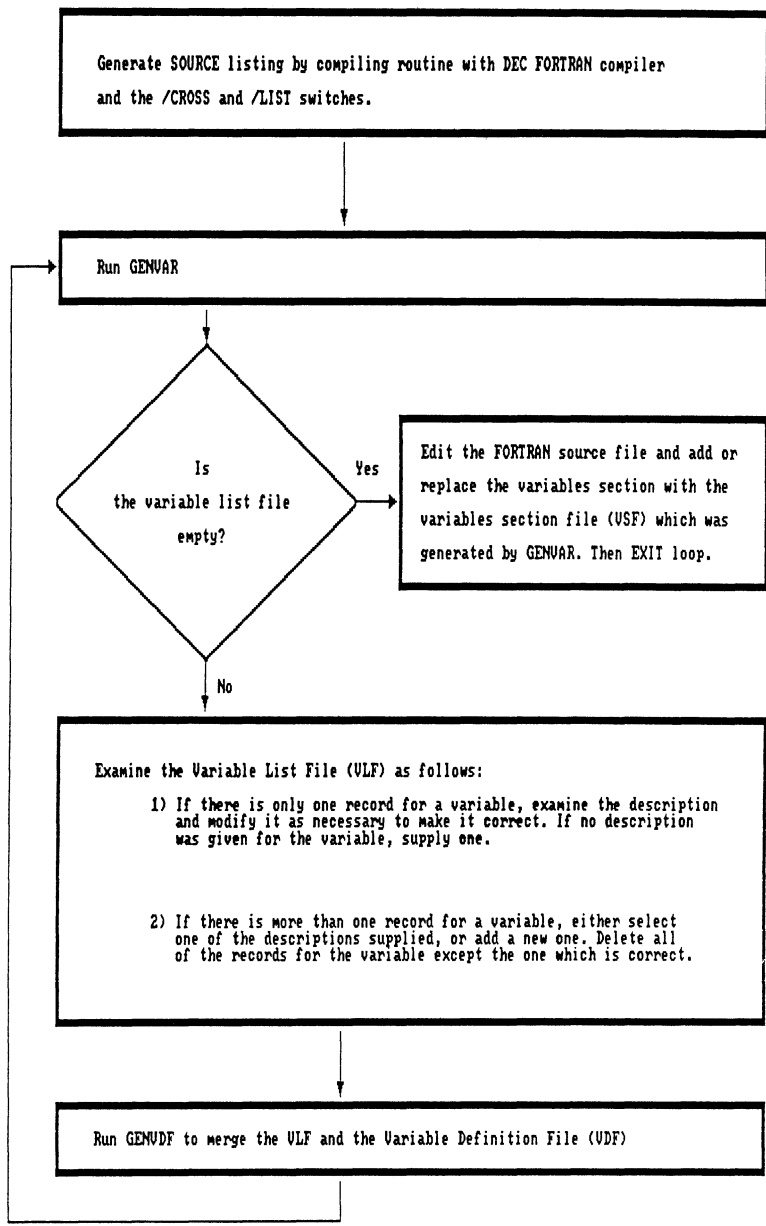 Generate SOURCE listing by compiling routine with DEC FORTRAN compiler
and the /CROSS and /LIST switches.
Run GENVAR
Is
the variable list file
empty?
Yes
Edit the FORTRAN source file and add or
replace the variables section with the
variables section file (VSF) which was
generated by GENVAR. Then EXIT loop.
No
Examine the Variable List File (VLF) as follows:
1) If there is only one record for a variable, examine the description
and modify it as necessary to make it correct. If no description
was given for the variable, supply one.
2) If there is more than one record for a variable, either select
one of the descriptions supplied, or add a new one. Delete all
of the records for the variable except the one which is correct.
Run GENVDF to merge the VLF and the Variable Definition File (VDF)